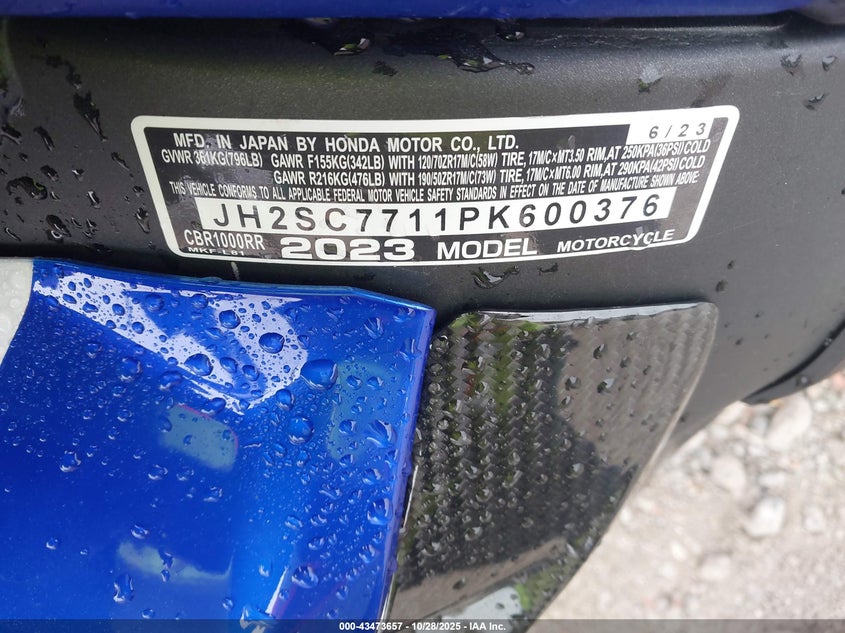 MFD. IN JAPAN BY HONDA MOTOR CO., LTD. 6/23
GVWR 361KG(796LB) GAWR F155KG(342LB) WITH 120/70ZR17M/C(58W) TIRE, 17M/C×MT3.50 RIM,AT 250KPA(36PSI)COLD
GAWR R216KG(476LB) WITH 190/50ZR17M/C(73W) TIRE, 17M/C×MT6.00 RIM,AT 290KPA(42PSI)COLD
THIS VEHICLE CONFORMS TO ALL APPLICABLE FEDERAL MOTOR VEHICLE SAFETY STANDARDS IN EFFECT ON THE DATE OF MANUFACTURE SHOWN ABOVE.
JH2SC7711PK600376
CBR1000RR 2023 MODEL MOTORCYCLE
MKF-L81
000-43473657 - 10/28/2025 - IAA Inc.